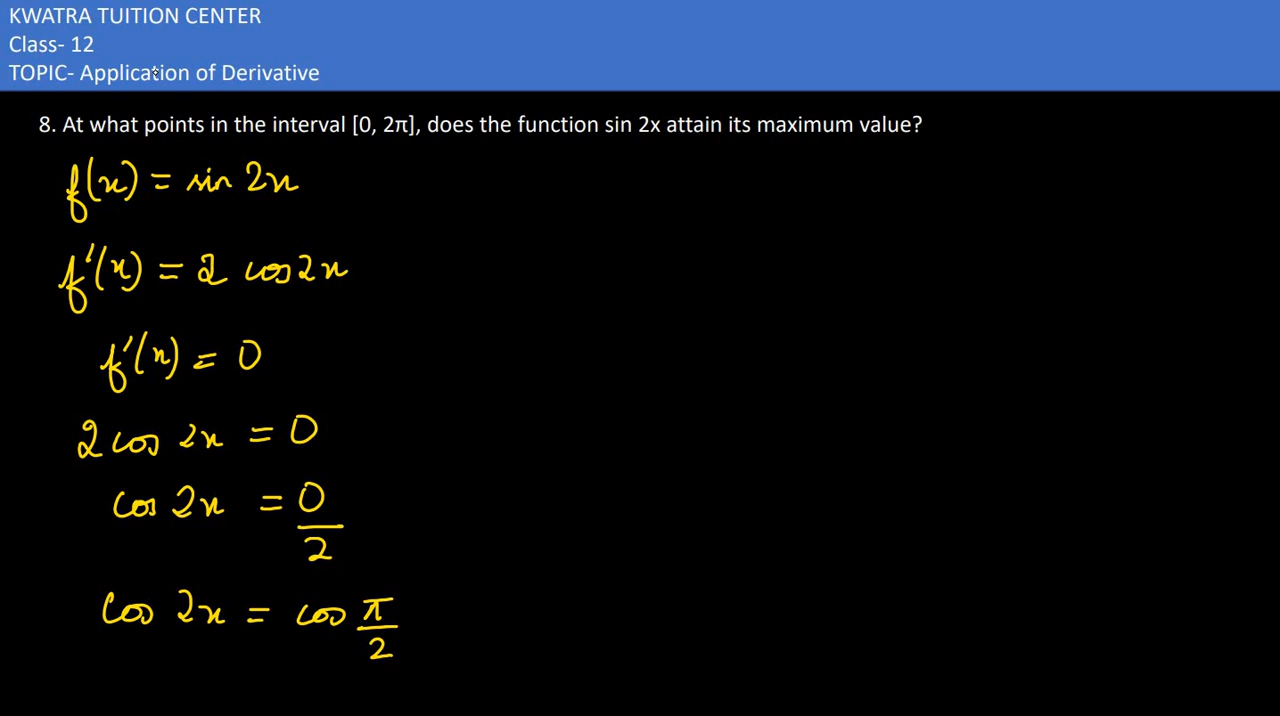 KWATRA TUITION CENTER
Class- 12
TOPIC- Application of Derivative
8. At what points in the interval [0, 2π], does the function sin 2x attain its maximum value?
f(x) = sin 2x
f'(x) = 2 cos 2x
f'(x) = 0
2 cos 2x = 0
cos 2x = 0/2
cos 2x = cos π/2